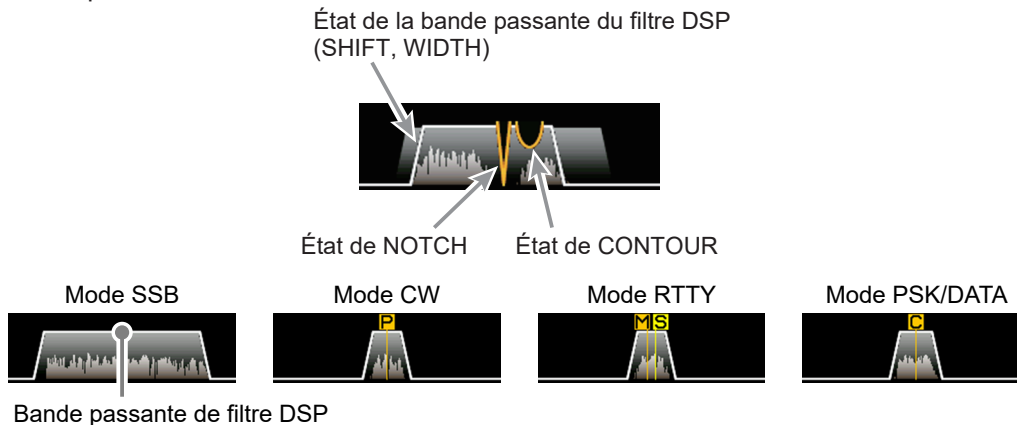 État de la bande passante du filtre DSP
(SHIFT, WIDTH)
État de NOTCH
État de CONTOUR
Mode SSB
Mode CW
Mode RTTY
Mode PSK/DATA
P
M S
C
Bande passante de filtre DSP